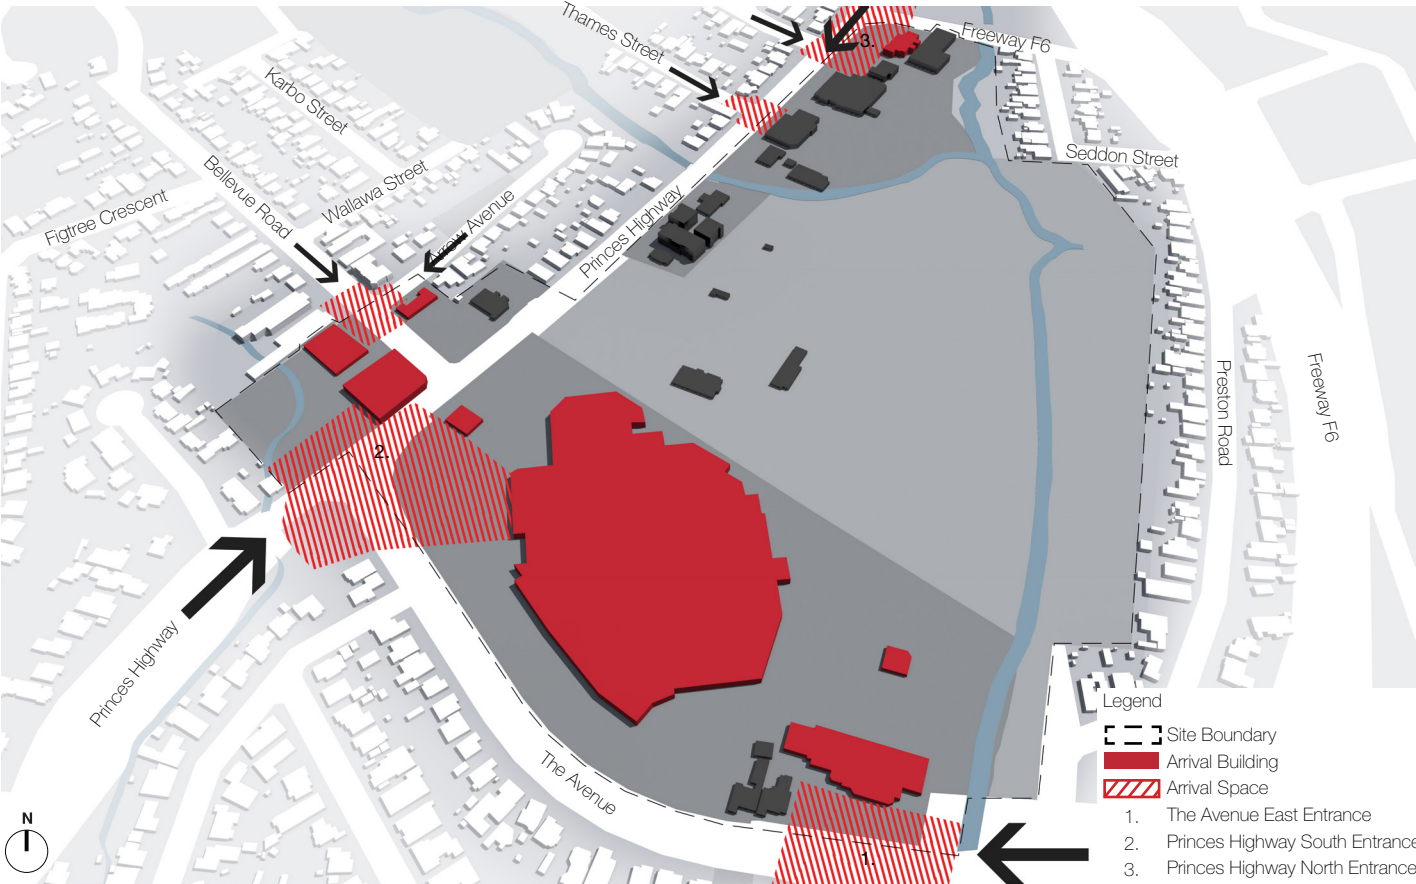 Thames Street
Freeway F6
3.
Karbo Street
Seddon Street
Bellevue Road
Wallawa Street
Figtree Crescent
Arrow Avenue
Princes Highway
Preston Road
Freeway F6
2.
Princes Highway
The Avenue
1.
N
Legend
Site Boundary
Arrival Building
Arrival Space
1. The Avenue East Entrance
2. Princes Highway South Entrance
3. Princes Highway North Entrance